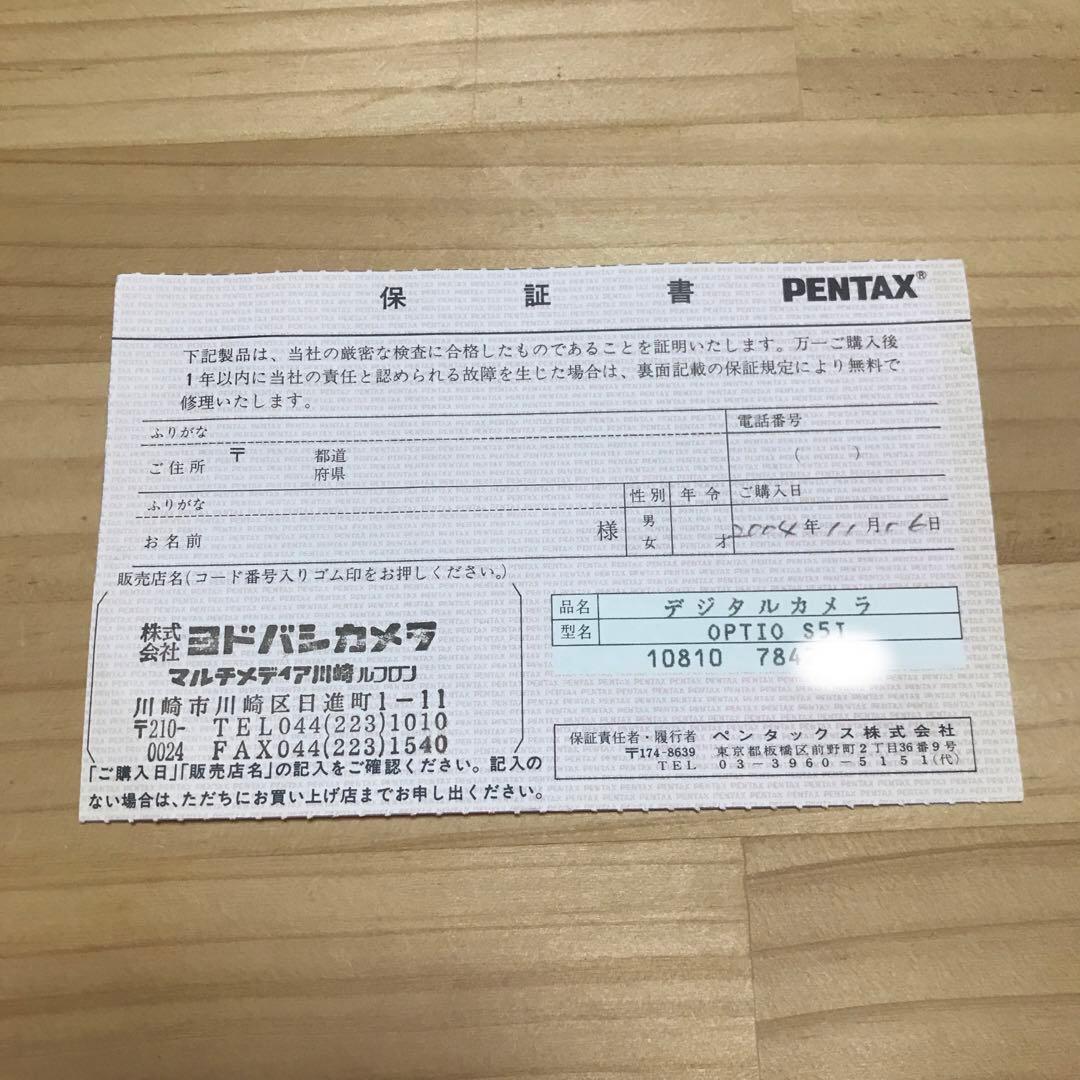 保証書 PENTAX®
下記製品は、当社の厳密な検査に合格したものであることを証明いたします。万一ご購入後
1年以内に当社の責任と認められる故障を生じた場合は、裏面記載の保証規定により無料で
修理いたします。
ふりがな
電話番号
ご住所 〒 都道
府県
( )
ふりがな
性別 年令 ご購入日
お名前 様 男
女 才
2004年11月 日
販売店名(コード番号入りゴム印をお押しください。)
株式
会社 ヨドバシカメラ
マルチメディア川崎ルフロン
川崎市川崎区日進町1-11
〒210- TEL044(223)1010
0024 FAX044(223)1540
「ご購入日」「販売店名」の記入をご確認ください。記入の
ない場合は、ただちにお買い上げ店までお申し出ください。
品名 デジタルカメラ
型名 OPTIO S5I
10810 784
保証責任者・履行者 ペンタックス株式会社
〒174-8639 東京都板橋区前野町2丁目36番9号
TEL 03-3960-5151(代)